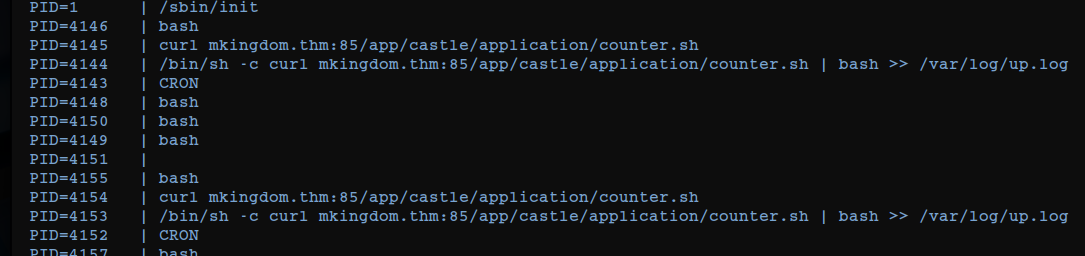 PID=1 | /sbin/init
PID=4146 | bash
PID=4145 | curl mkingdom.thm:85/app/castle/application/counter.sh
PID=4144 | /bin/sh -c curl mkingdom.thm:85/app/castle/application/counter.sh | bash >> /var/log/up.log
PID=4143 | CRON
PID=4148 | bash
PID=4150 | bash
PID=4149 | bash
PID=4151 |
PID=4155 | bash
PID=4154 | curl mkingdom.thm:85/app/castle/application/counter.sh
PID=4153 | /bin/sh -c curl mkingdom.thm:85/app/castle/application/counter.sh | bash >> /var/log/up.log
PID=4152 | CRON
PID=4157 | bash